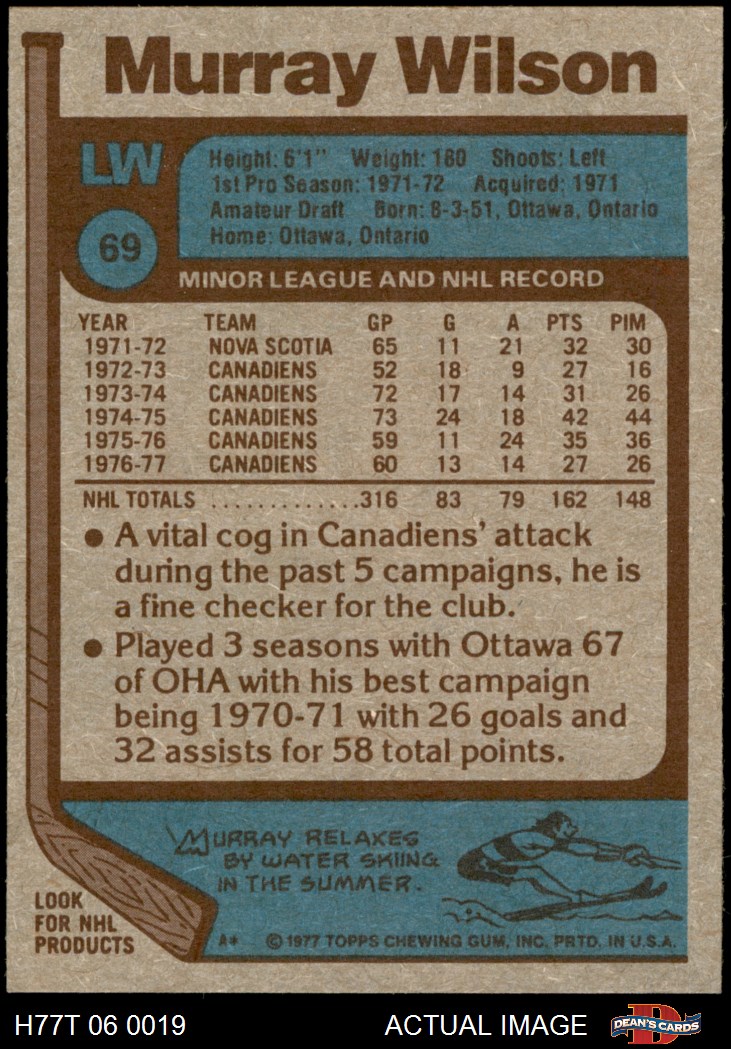 Murray Wilson
LW
69
Height: 6'1" Weight: 180 Shoots: Left
1st Pro Season: 1971-72 Acquired: 1971
Amateur Draft Born: 8-3-51, Ottawa, Ontario
Home: Ottawa, Ontario
MINOR LEAGUE AND NHL RECORD
YEAR TEAM GP G A PTS PIM
1971-72 NOVA SCOTIA 65 11 21 32 30
1972-73 CANADIENS 52 18 9 27 16
1973-74 CANADIENS 72 17 14 31 26
1974-75 CANADIENS 73 24 18 42 44
1975-76 CANADIENS 59 11 24 35 36
1976-77 CANADIENS 60 13 14 27 26
NHL TOTALS .............316 83 79 162 148
• A vital cog in Canadiens' attack
during the past 5 campaigns, he is
a fine checker for the club.
• Played 3 seasons with Ottawa 67
of OHA with his best campaign
being 1970-71 with 26 goals and
32 assists for 58 total points.
MURRAY RELAXES
BY WATER SKIING
IN THE SUMMER.
LOOK
FOR NHL
PRODUCTS
A* © 1977 TOPPS CHEWING GUM, INC. PRTD. IN U.S.A.
H77T 06 0019 ACTUAL IMAGE
D
DEAN'S CARDS